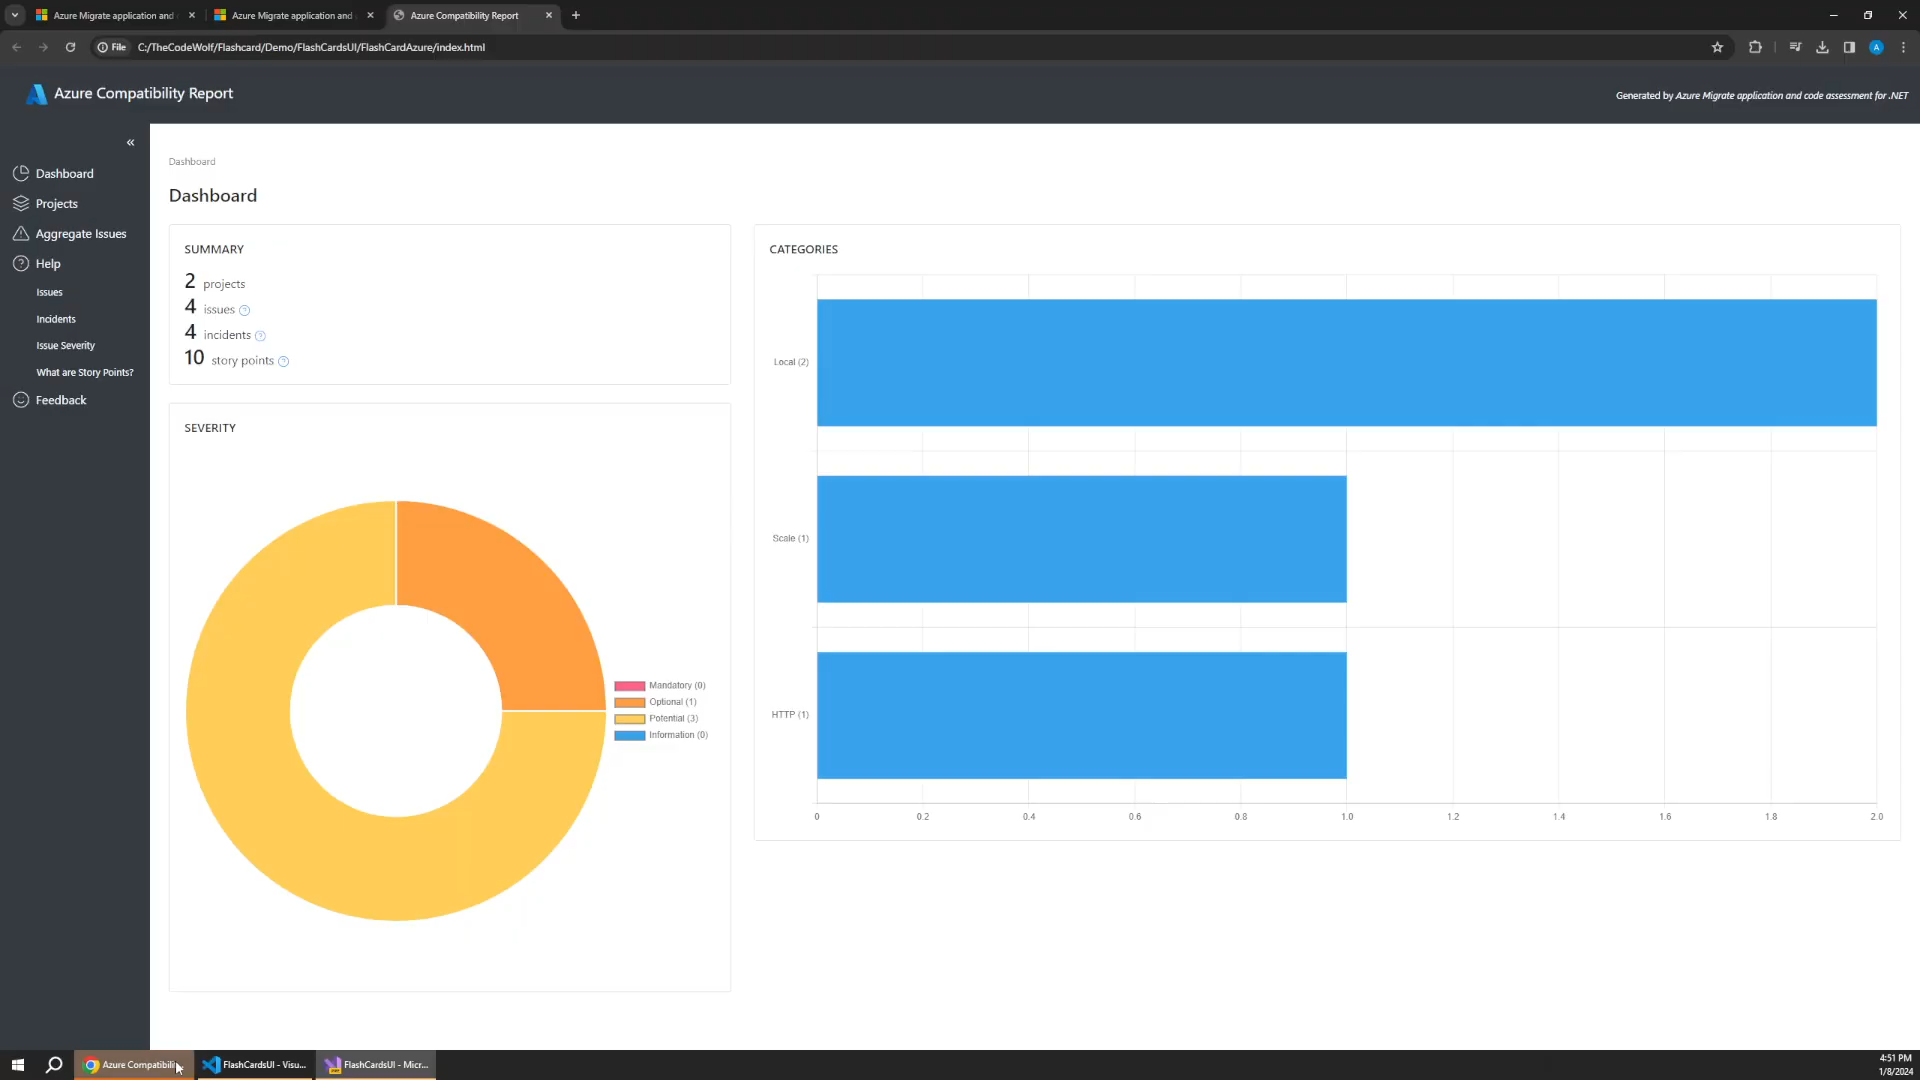 Azure Migrate application and
Azure Migrate application and
Azure Compatibility Report
File
C:/TheCodeWolf/Flashcard/Demo/FlashCardsUI/FlashCardAzure/index.html
A
Azure Compatibility Report
Generated by Azure Migrate application and code assessment for .NET
Dashboard
Projects
Aggregate Issues
Help
Issues
Incidents
Issue Severity
What are Story Points?
Feedback
Dashboard
Dashboard
SUMMARY
2 projects
4 issues
4 incidents
10 story points
SEVERITY
Mandatory (0)
Optional (1)
Potential (3)
Information (0)
CATEGORIES
Local (2)
Scale (1)
HTTP (1)
0 0.2 0.4 0.6 0.8 1.0 1.2 1.4 1.6 1.8 2.0
Azure Compatibili
FlashCardsUI - Visu...
FlashCardsUI - Micr...
4:51 PM
1/8/2024